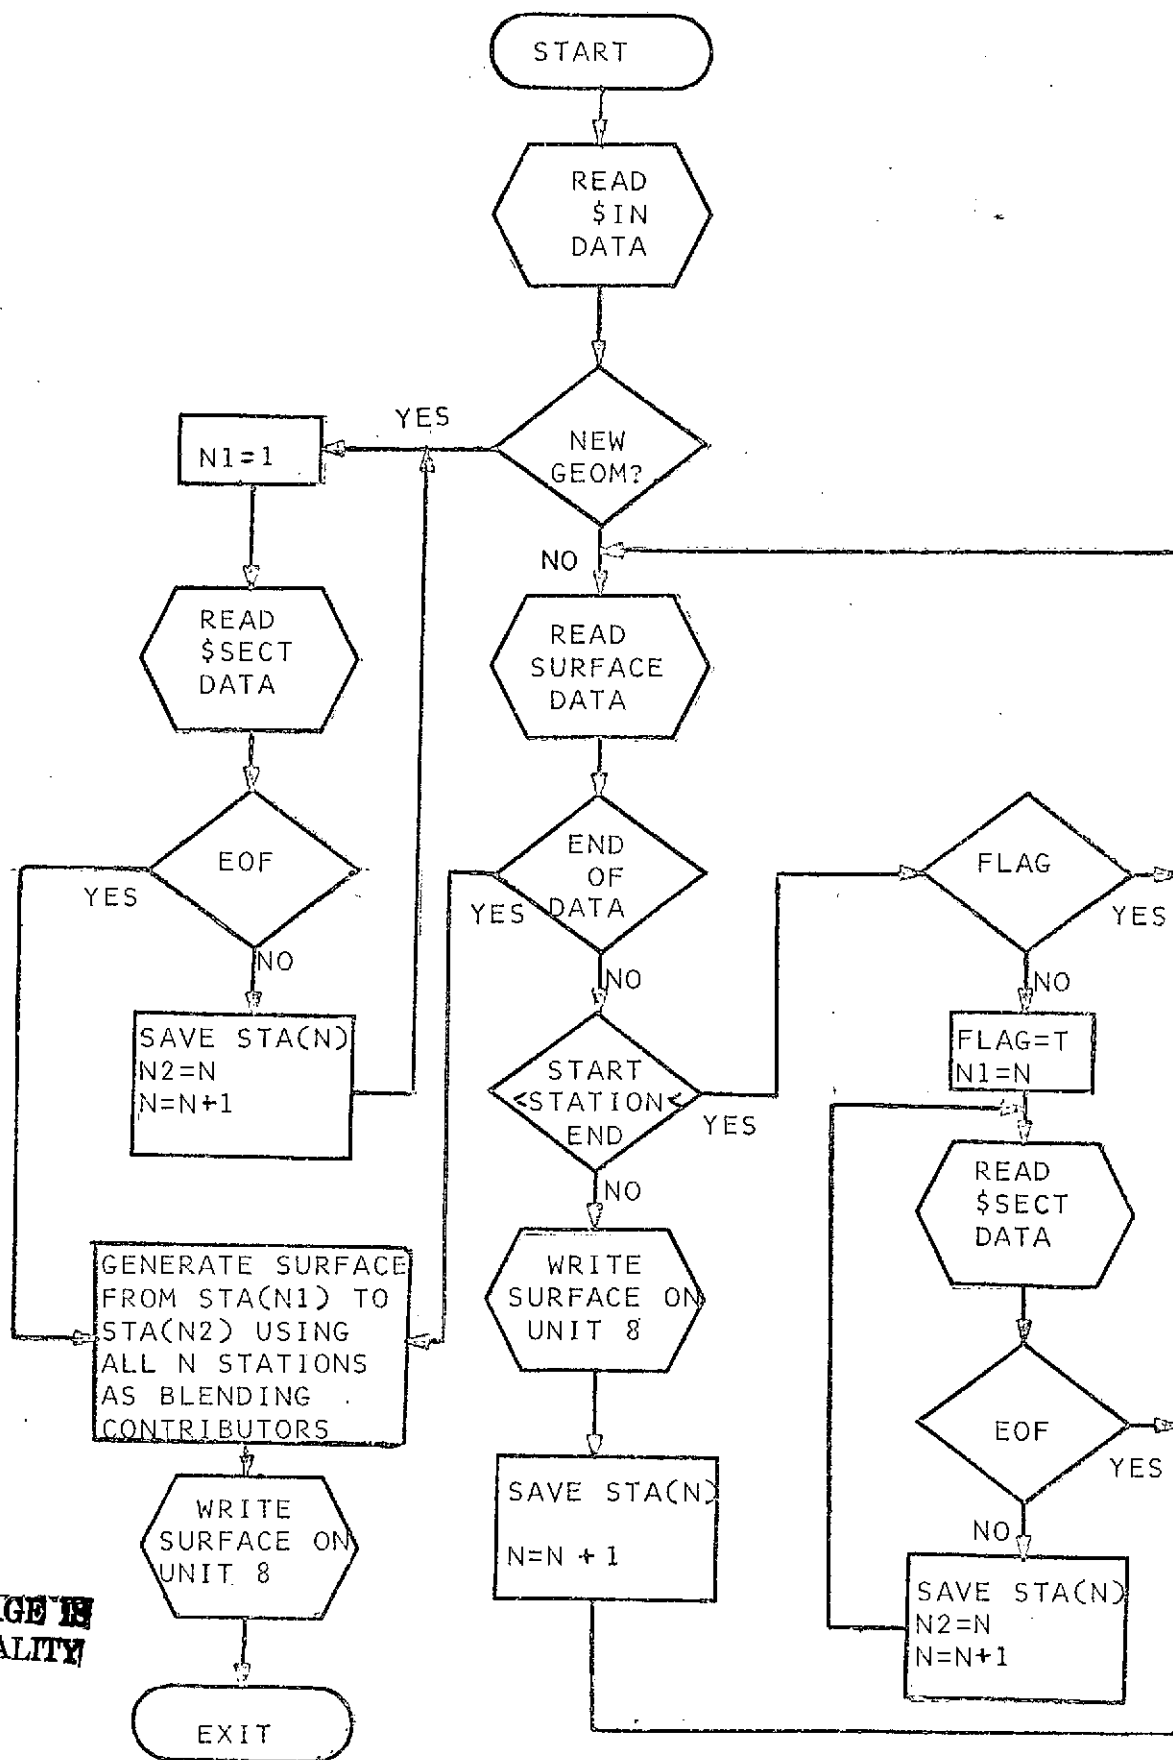 START
READ
$IN
DATA
YES
NEW
GEOM?
N1=1
NO
READ
$SECT
DATA
READ
SURFACE
DATA
EOF
YES
NO
END
OF
DATA
YES
NO
FLAG
YES
NO
SAVE STA(N)
N2=N
N=N+1
START
<STATION<
END
YES
NO
FLAG=T
N1=N
READ
$SECT
DATA
GENERATE SURFACE
FROM STA(N1) TO
STA(N2) USING
ALL N STATIONS
AS BLENDING
CONTRIBUTORS
WRITE
SURFACE ON
UNIT 8
EOF
YES
NO
SAVE STA(N)
N=N + 1
WRITE
SURFACE ON
UNIT 8
SAVE STA(N)
N2=N
N=N+1
GE IS
ALITY
EXIT